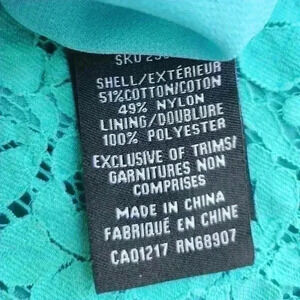 SKU
SHELL/EXTÉRIEUR
51% COTTON/COTON
49% NYLON
LINING/DOUBLURE
100% POLYESTER
EXCLUSIVE OF TRIMS/
GARNITURES NON
COMPRISES
MADE IN CHINA
FABRIQUÉ EN CHINE
CA01217 RN68907